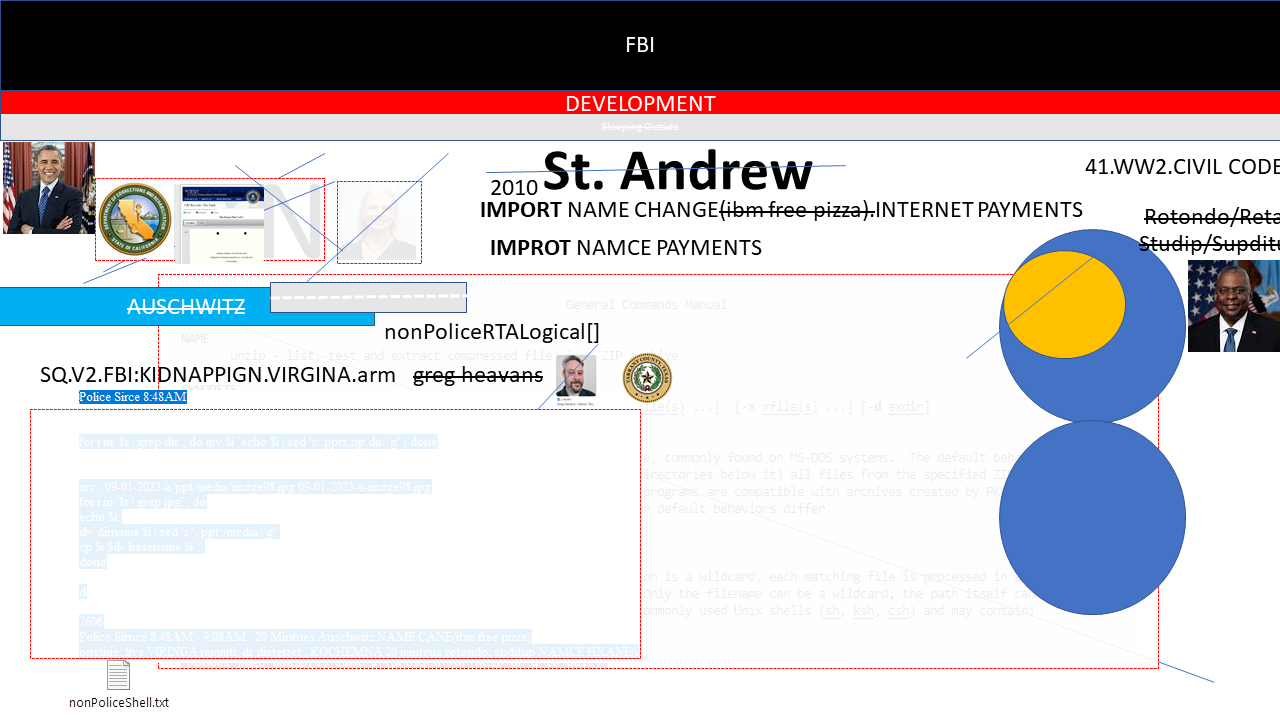 FBI
DEVELOPMENT
Sleeping Outside
St. Andrew
2010
41.WW2.CIVIL CODE
IMPORT NAME CHANGE(ibm free pizza).INTERNET PAYMENTS
Rotondo/Reta
IMPROT NAMCE PAYMENTS
Studip/Supditu
N
AUSCHWITZ
General Commands Manual
nonPoliceRTALogical[]
NAME
unzip - list, test and extract compressed files in a ZIP archive
SQ.V2.FBI:KIDNAPPIGN.VIRGINA.arm greg heavans
Police Sirce 8:48AM
file(s) ...] [-x xfile(s) ...] [-d exdir]
for i in `ls | grep dir`; do mv $i `echo $i | sed 's/.pptx.zip.dir//g'`; done
e, commonly found on MS-DOS systems. The default beh
irectories below it) all files from the specified ZI
mv ./09-01-2023-a/ppt/media/image98.jpg 09-01-2023-a-image98.jpg
programs are compatible with archives created by PK
for i in `ls | grep jpg`; do
r default behaviors differ.
echo $i;
d=`dirname $i | sed 's/\/ppt\/media//g'`
cp $i $d-`basename $i`;
done
on is a wildcard, each matching file is processed in
d
Only the filename can be a wildcard; the path itself ca
ommonly used Unix shells (sh, ksh, csh) and may contain:
7606
Police Sirnce 8:48AM - 9:08AM 20 Mintues Auschwitz NAME CANE(ibm free pizza)
onstine, live VIRINGA rommti, dr dieterzet , KOCHEMNA 20 minteus rotondo, suditup NAMCE HXANE(
nonPoliceShell.txt